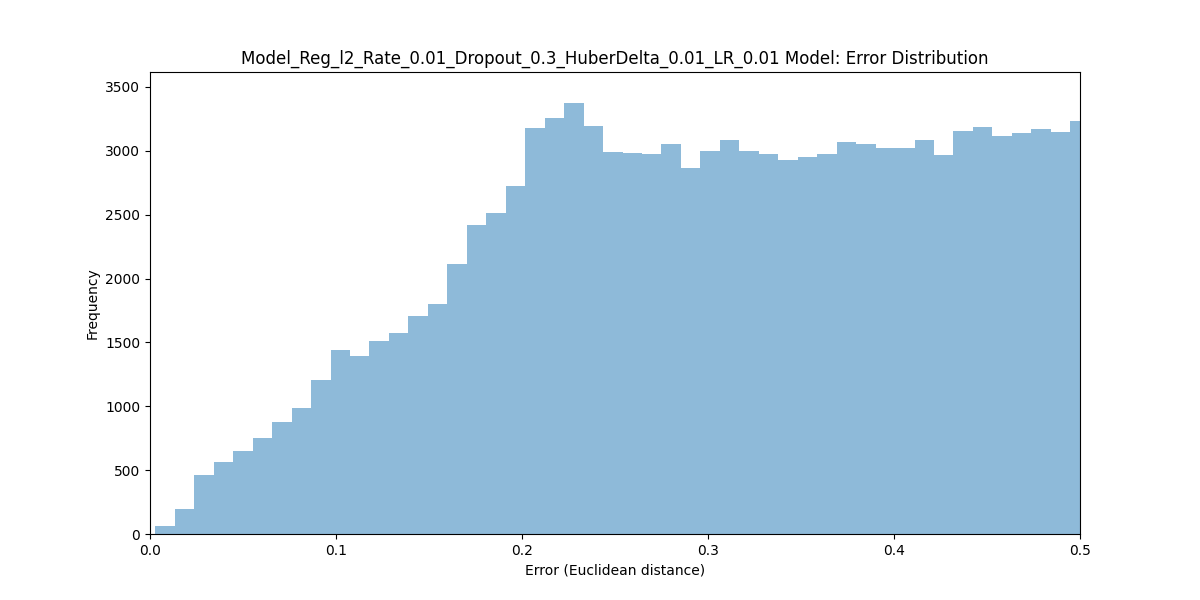 Model_Reg_l2_Rate_0.01_Dropout_0.3_HuberDelta_0.01_LR_0.01 Model: Error Distribution
3500
3000
2500
2000
1500
1000
500
0
Frequency
0.0 0.1 0.2 0.3 0.4 0.5
Error (Euclidean distance)